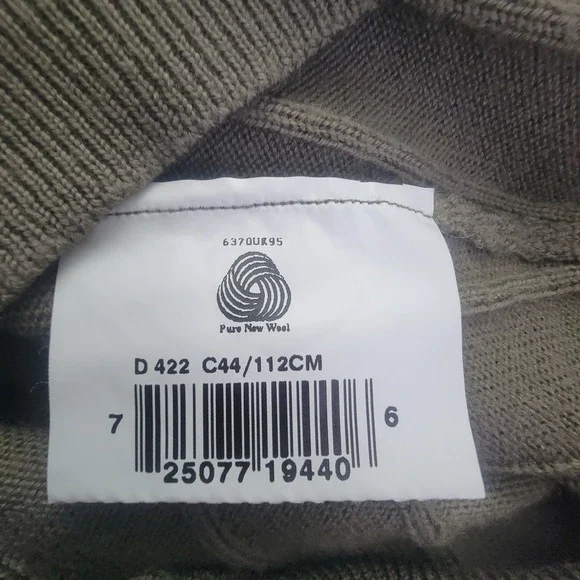 6370UK95
Pure New Wool
D 422 C44/112CM
7 25077 19440 6